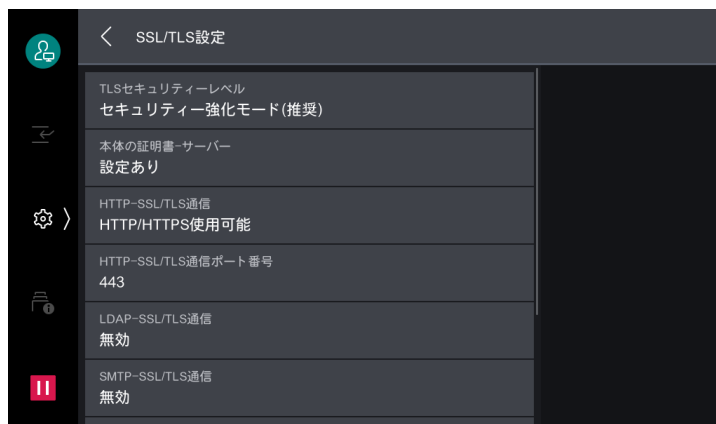 SSL/TLS設定
TLSセキュリティーレベル
セキュリティー強化モード(推奨)
本体の証明書-サーバー
設定あり
HTTP-SSL/TLS通信
HTTP/HTTPS使用可能
HTTP-SSL/TLS通信ポート番号
443
LDAP-SSL/TLS通信
無効
SMTP-SSL/TLS通信
無効